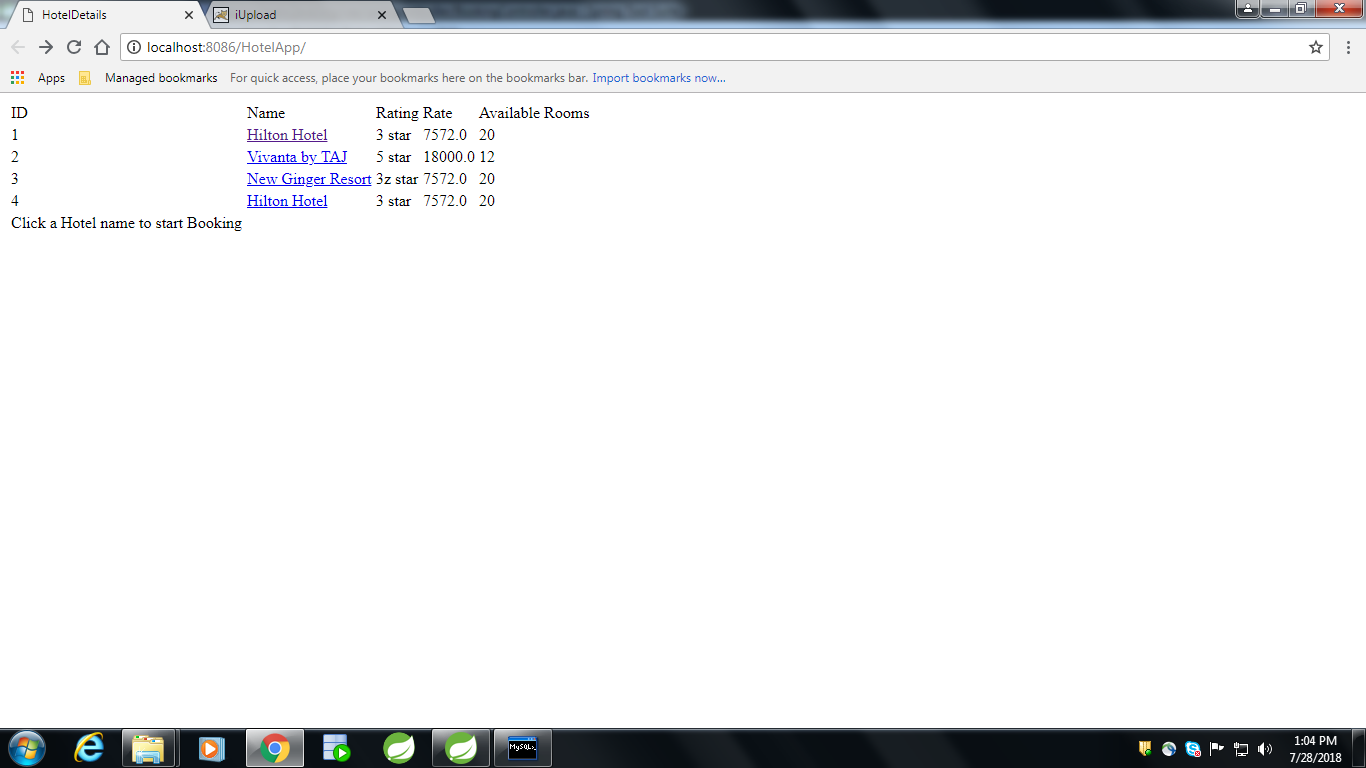 HotelDetails iUpload
localhost:8086/HotelApp/
Apps Managed bookmarks For quick access, place your bookmarks here on the bookmarks bar. Import bookmarks now...
ID Name Rating Rate Available Rooms
1 Hilton Hotel 3 star 7572.0 20
2 Vivanta by TAJ 5 star 18000.0 12
3 New Ginger Resort 3z star 7572.0 20
4 Hilton Hotel 3 star 7572.0 20
Click a Hotel name to start Booking
1:04 PM
7/28/2018